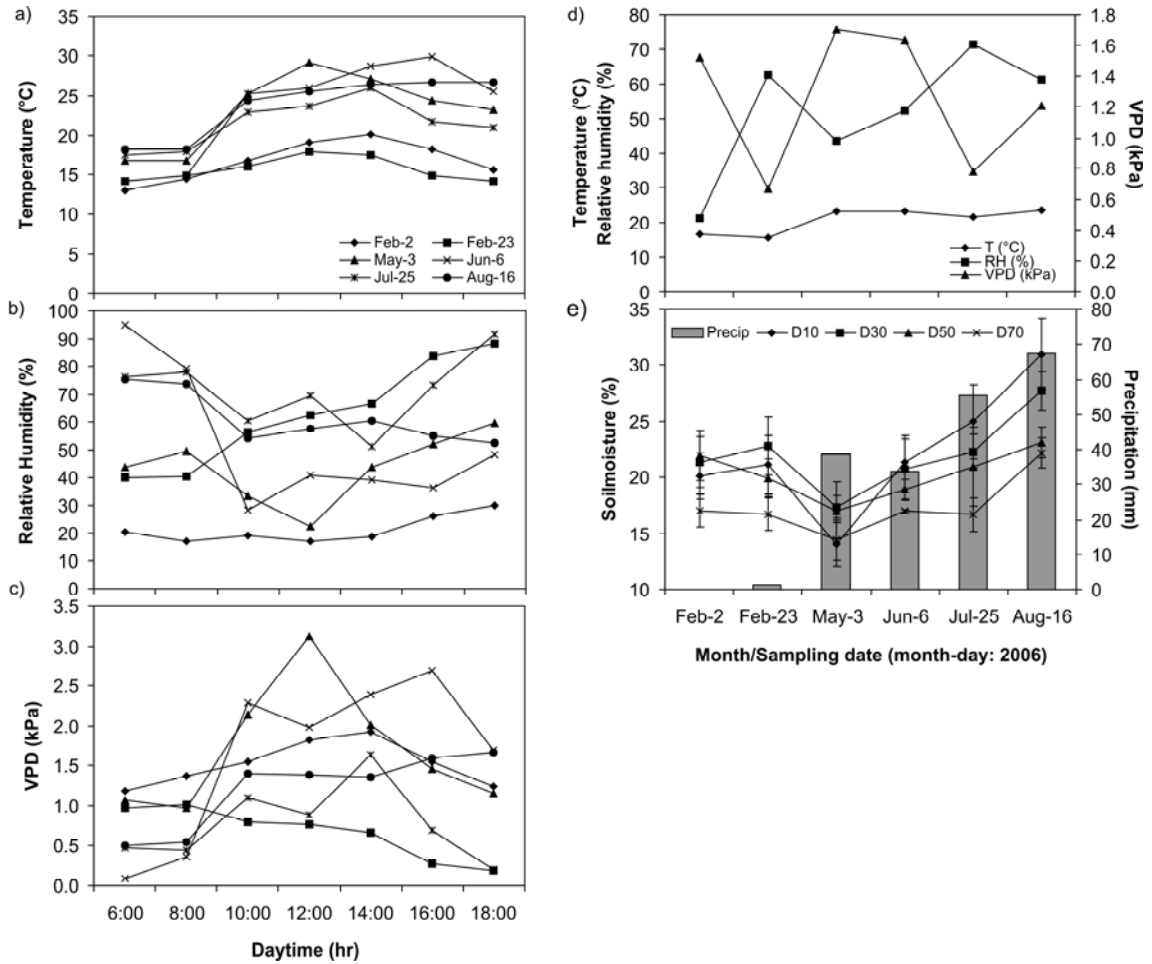 a)
35
30
25
20
15
10
5
0
Temperature (°C)
Feb-2
Feb-23
May-3
Jun-6
Jul-25
Aug-16
b)
100
90
80
70
60
50
40
30
20
10
0
Relative Humidity (%)
c)
3.5
3.0
2.5
2.0
1.5
1.0
0.5
0.0
VPD (kPa)
6:00 8:00 10:00 12:00 14:00 16:00 18:00
Daytime (hr)
d)
80
70
60
50
40
30
20
10
0
Temperature (°C)
Relative humidity (%)
1.8
1.6
1.4
1.2
1.0
0.8
0.6
0.4
0.2
0.0
VPD (kPa)
T (°C)
RH (%)
VPD (kPa)
e)
35
30
25
20
15
10
Soilmoisture (%)
Precip D10 D30 D50 D70
80
70
60
50
40
30
20
10
0
Precipitation (mm)
Feb-2 Feb-23 May-3 Jun-6 Jul-25 Aug-16
Month/Sampling date (month-day: 2006)